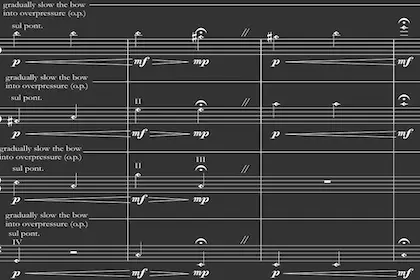 gradually slow the bow
into overpressure (o.p.)
sul pont.
p mf mp p mf
gradually slow the bow
into overpressure (o.p.)
sul pont.
II
p mf mp p mf
gradually slow the bow
into overpressure (o.p.)
sul pont.
II III
p mf mp
gradually slow the bow
into overpressure (o.p.)
sul pont.
IV
p mf mp p mf